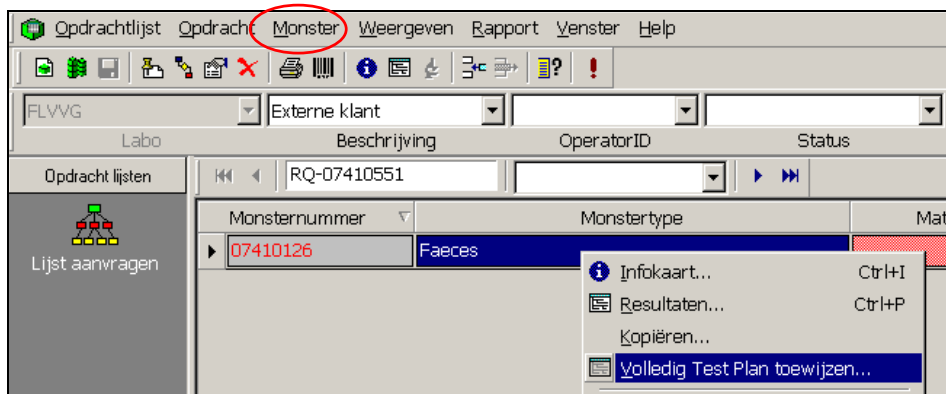 Opdrachtlijst Opdracht Monster Weergeven Rapport Venster Help
FLVVG Externe klant
Labo Beschrijving OperatorID Status
Opdracht lijsten RQ-07410551
Monsternummer Monstertype Mat
07410126 Faeces
Lijst aanvragen
Infokaart... Ctrl+I
Resultaten... Ctrl+P
Kopiëren...
Volledig Test Plan toewijzen...